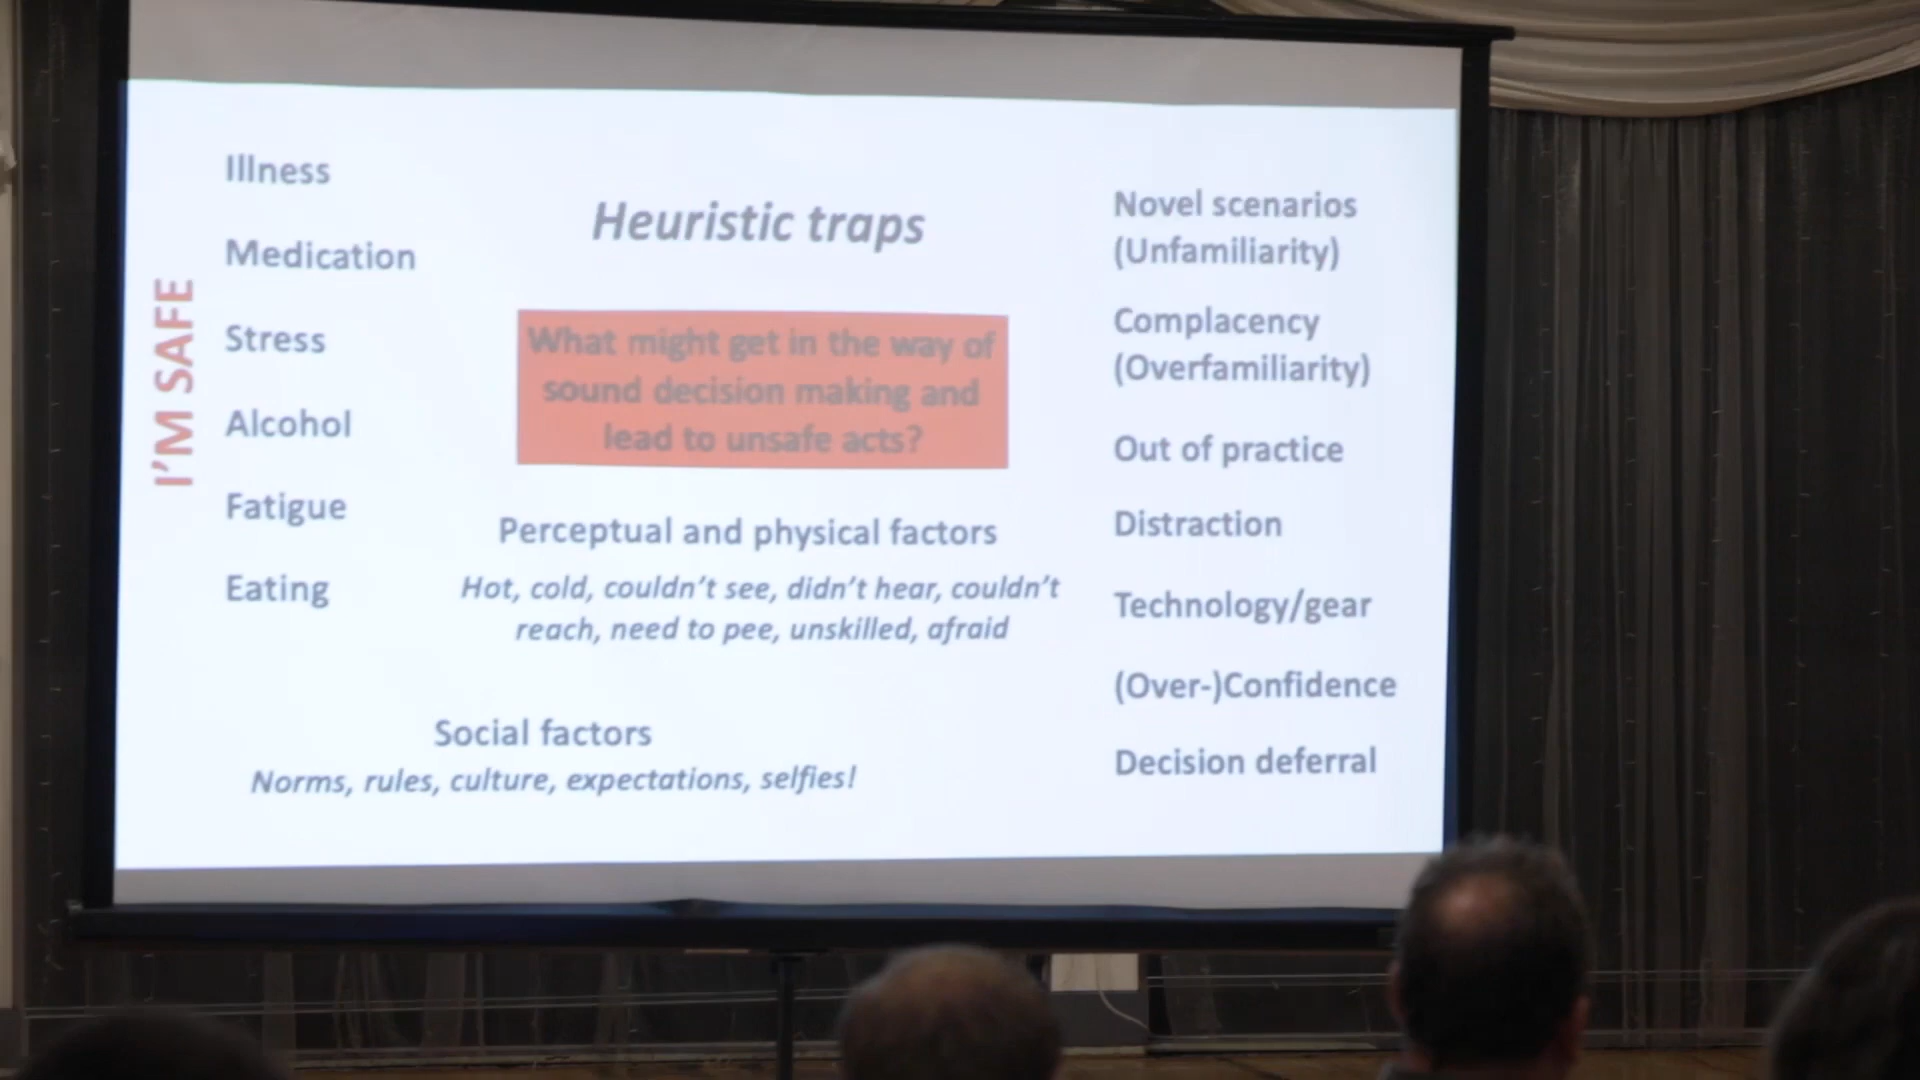 I'M SAFE
Illness
Medication
Stress
Alcohol
Fatigue
Eating
Heuristic traps
What might get in the way of
sound decision making and
lead to unsafe acts?
Perceptual and physical factors
Hot, cold, couldn't see, didn't hear, couldn't
reach, need to pee, unskilled, afraid
Social factors
Norms, rules, culture, expectations, selfies!
Novel scenarios
(Unfamiliarity)
Complacency
(Overfamiliarity)
Out of practice
Distraction
Technology/gear
(Over-)Confidence
Decision deferral